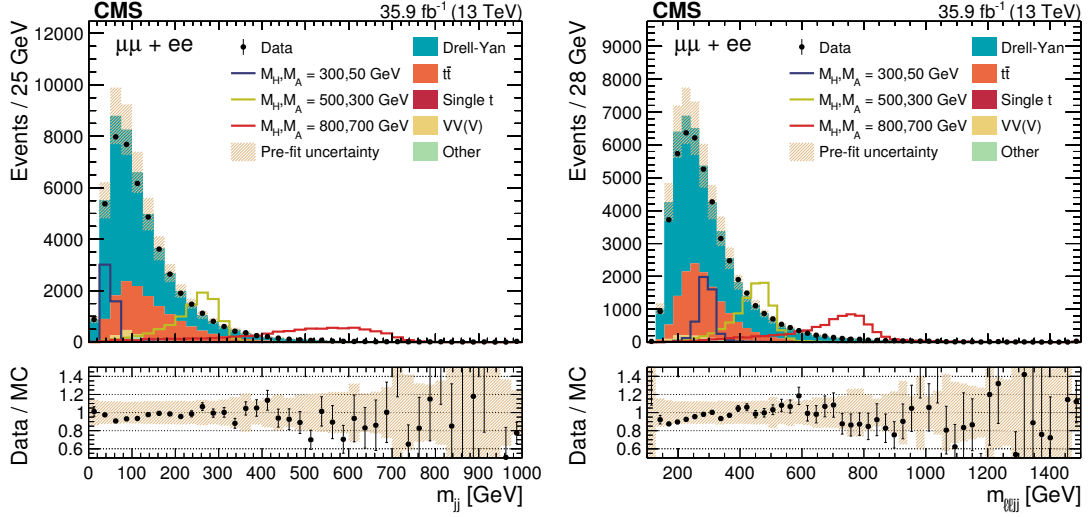 CMS 35.9 fb⁻¹ (13 TeV)
Events / 25 GeV
12000
10000
8000
6000
4000
2000
0
μμ + ee
Data
M_H,M_A = 300,50 GeV
M_H,M_A = 500,300 GeV
M_H,M_A = 800,700 GeV
Pre-fit uncertainty
Drell-Yan
tt̄
Single t
VV(V)
Other
Data / MC
1.4
1.2
1
0.8
0.6
0 100 200 300 400 500 600 700 800 900 1000
m_jj [GeV]
CMS 35.9 fb⁻¹ (13 TeV)
Events / 28 GeV
9000
8000
7000
6000
5000
4000
3000
2000
1000
0
μμ + ee
Data
M_H,M_A = 300,50 GeV
M_H,M_A = 500,300 GeV
M_H,M_A = 800,700 GeV
Pre-fit uncertainty
Drell-Yan
tt̄
Single t
VV(V)
Other
Data / MC
1.4
1.2
1
0.8
0.6
200 400 600 800 1000 1200 1400
m_ℓℓjj [GeV]